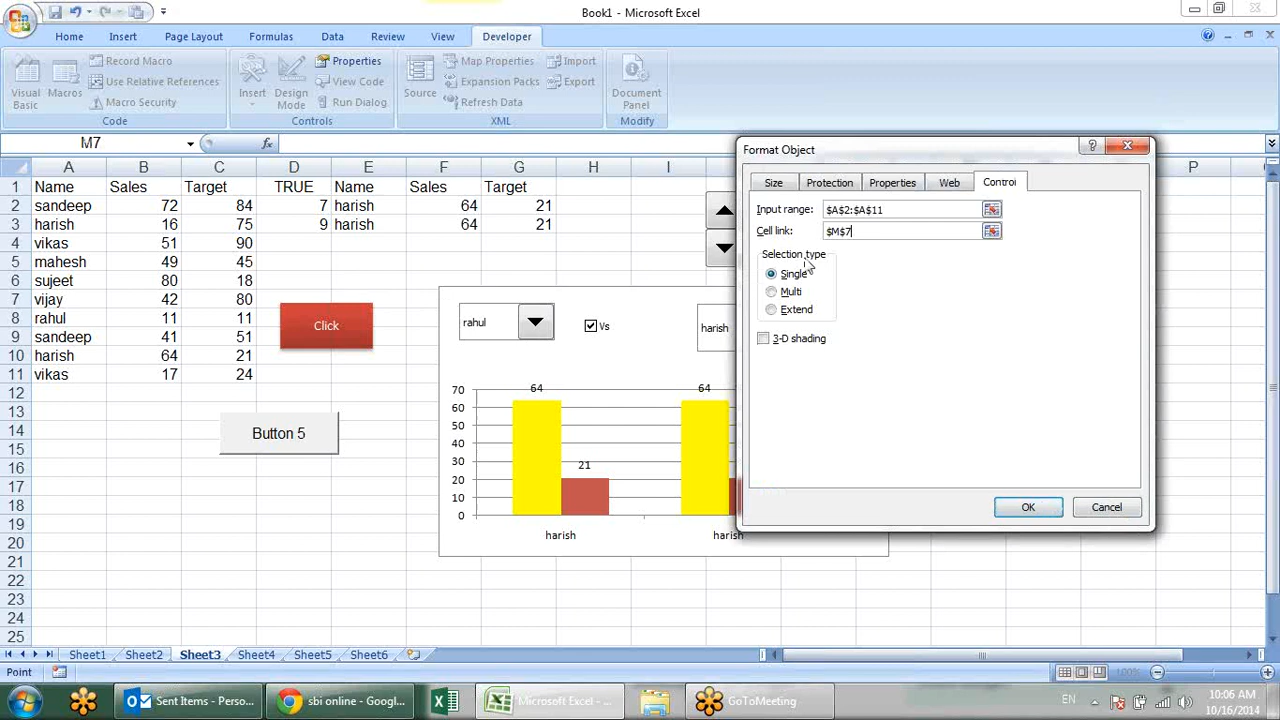 Book1 - Microsoft Excel
Home Insert Page Layout Formulas Data Review View Developer
Visual Basic
Macros
Record Macro
Use Relative References
Macro Security
Code
Insert
Design Mode
Properties
View Code
Run Dialog
Controls
Source
Map Properties
Expansion Packs
Refresh Data
Import
Export
XML
Document Panel
Modify
M7 fx
A B C D E F G H I P
1 Name Sales Target TRUE Name Sales Target
2 sandeep 72 84 7 harish 64 21
3 harish 16 75 9 harish 64 21
4 vikas 51 90
5 mahesh 49 45
6 sujeet 80 18
7 vijay 42 80
8 rahul 11 11
9 sandeep 41 51
10 harish 64 21
11 vikas 17 24
12
13
14
15
16
17
18
19
20
21
22
23
24
25
Click
Button 5
rahul
Vs
harish
70
60
50
40
30
20
10
0
64
21
64
harish
harish
Format Object
Size Protection Properties Web Control
Input range: $A$2:$A$11
Cell link: $M$7
Selection type
Single
Multi
Extend
3-D shading
OK Cancel
Sheet1 Sheet2 Sheet3 Sheet4 Sheet5 Sheet6
Point 100%
Sent Items - Perso...
sbi online - Googl...
Microsoft Excel - ...
GoToMeeting
EN
10:06 AM
10/16/2014